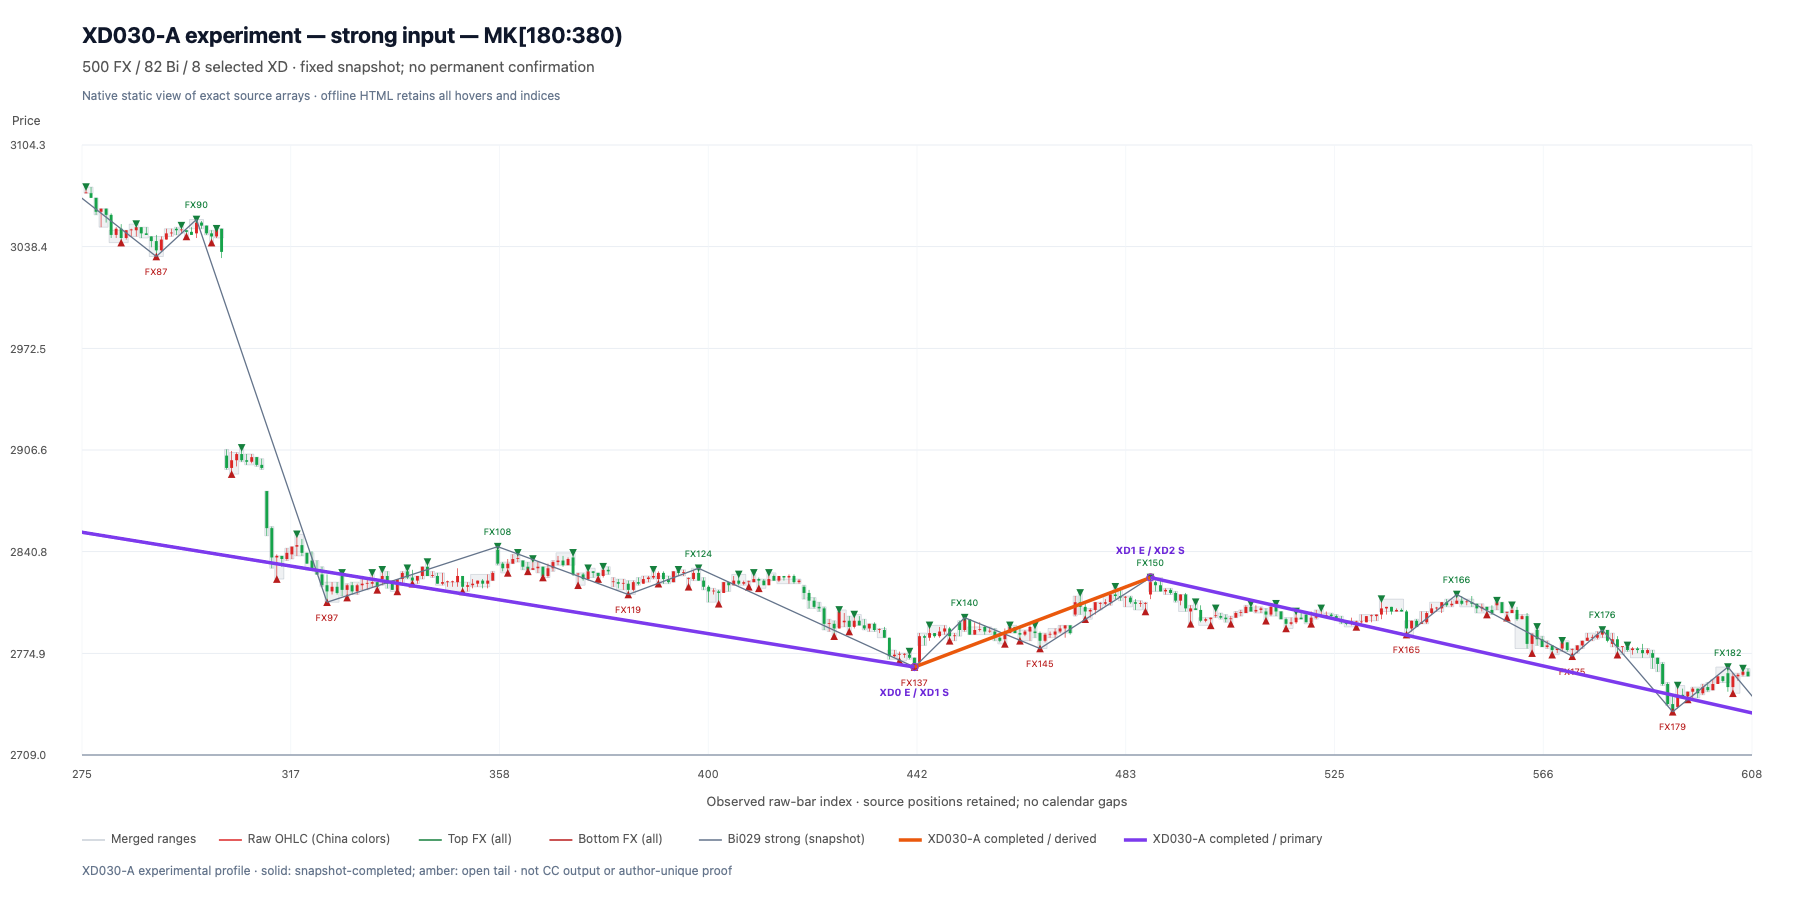 XD030-A experiment — strong input — MK[180:380)
500 FX / 82 Bi / 8 selected XD · fixed snapshot; no permanent confirmation
Native static view of exact source arrays · offline HTML retains all hovers and indices
Price
3104.3
FX90
3038.4
FX87
2972.5
2906.6
FX108
2840.8
XD1 E / XD2 S
FX124
FX150
FX166
FX119
FX140
FX97
FX176
FX165
2774.9
FX182
FX145
FX175
FX137
XD0 E / XD1 S
FX179
2709.0
275 317 358 400 442 483 525 566 608
Observed raw-bar index · source positions retained; no calendar gaps
Merged ranges Raw OHLC (China colors) Top FX (all) Bottom FX (all) Bi029 strong (snapshot) XD030-A completed / derived XD030-A completed / primary
XD030-A experimental profile · solid: snapshot-completed; amber: open tail · not CC output or author-unique proof